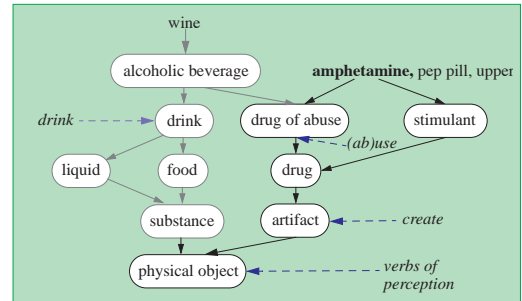 wine
alcoholic beverage
amphetamine, pep pill, upper
drink
drink
drug of abuse
stimulant
(ab)use
liquid
food
drug
substance
artifact
create
physical object
verbs of
perception